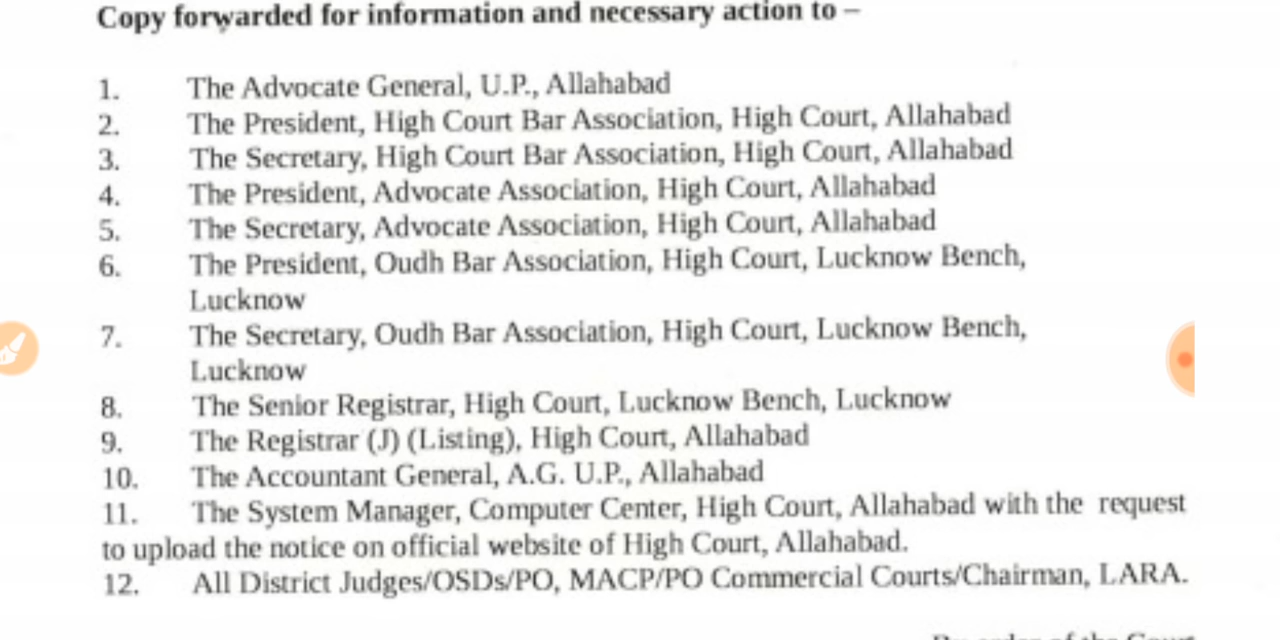 Copy forwarded for information and necessary action to –
1. The Advocate General, U.P., Allahabad
2. The President, High Court Bar Association, High Court, Allahabad
3. The Secretary, High Court Bar Association, High Court, Allahabad
4. The President, Advocate Association, High Court, Allahabad
5. The Secretary, Advocate Association, High Court, Allahabad
6. The President, Oudh Bar Association, High Court, Lucknow Bench,
Lucknow
7. The Secretary, Oudh Bar Association, High Court, Lucknow Bench,
Lucknow
8. The Senior Registrar, High Court, Lucknow Bench, Lucknow
9. The Registrar (J) (Listing), High Court, Allahabad
10. The Accountant General, A.G. U.P., Allahabad
11. The System Manager, Computer Center, High Court, Allahabad with the request
to upload the notice on official website of High Court, Allahabad.
12. All District Judges/OSDs/PO, MACP/PO Commercial Courts/Chairman, LARA.